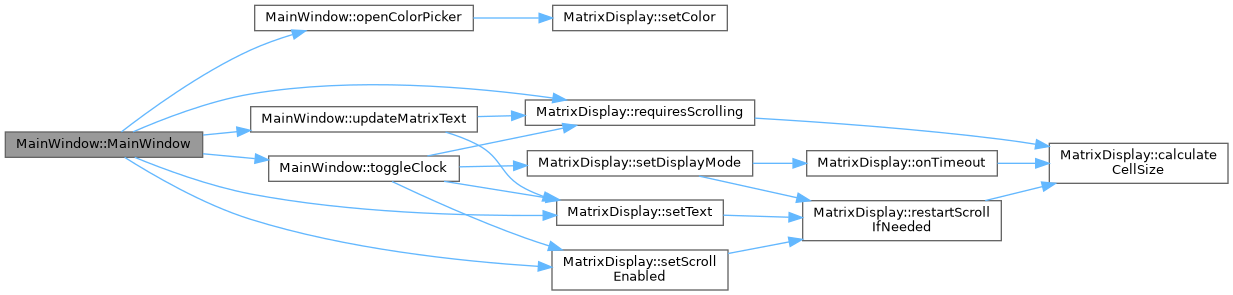 MainWindow::openColorPicker
MatrixDisplay::setColor
MainWindow::updateMatrixText
MatrixDisplay::requiresScrolling
MainWindow::MainWindow
MainWindow::toggleClock
MatrixDisplay::setDisplayMode
MatrixDisplay::onTimeout
MatrixDisplay::calculate
CellSize
MatrixDisplay::setText
MatrixDisplay::restartScroll
IfNeeded
MatrixDisplay::setScroll
Enabled